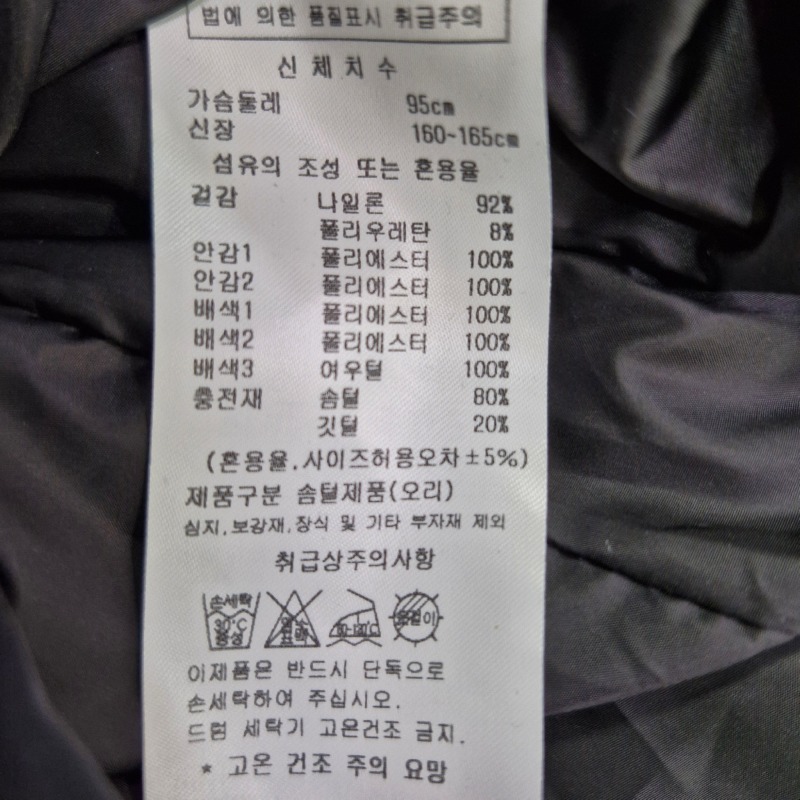 법에 의한 품질표시 취급주의
신체치수
가슴둘레 95cm
신장 160~165cm
섬유의 조성 또는 혼용율
겉감 나일론 92%
폴리우레탄 8%
안감1 폴리에스터 100%
안감2 폴리에스터 100%
배색1 폴리에스터 100%
배색2 폴리에스터 100%
배색3 여우털 100%
충전재 솜털 80%
깃털 20%
(혼용율,사이즈허용오차±5%)
제품구분 솜털제품(오리)
심지,보강재,장식 및 기타 부자재 제외
취급상주의사항
손세탁
30°C
중성
이제품은 반드시 단독으로
손세탁하여 주십시오.
드럼 세탁기 고온건조 금지.
* 고온 건조 주의 요망